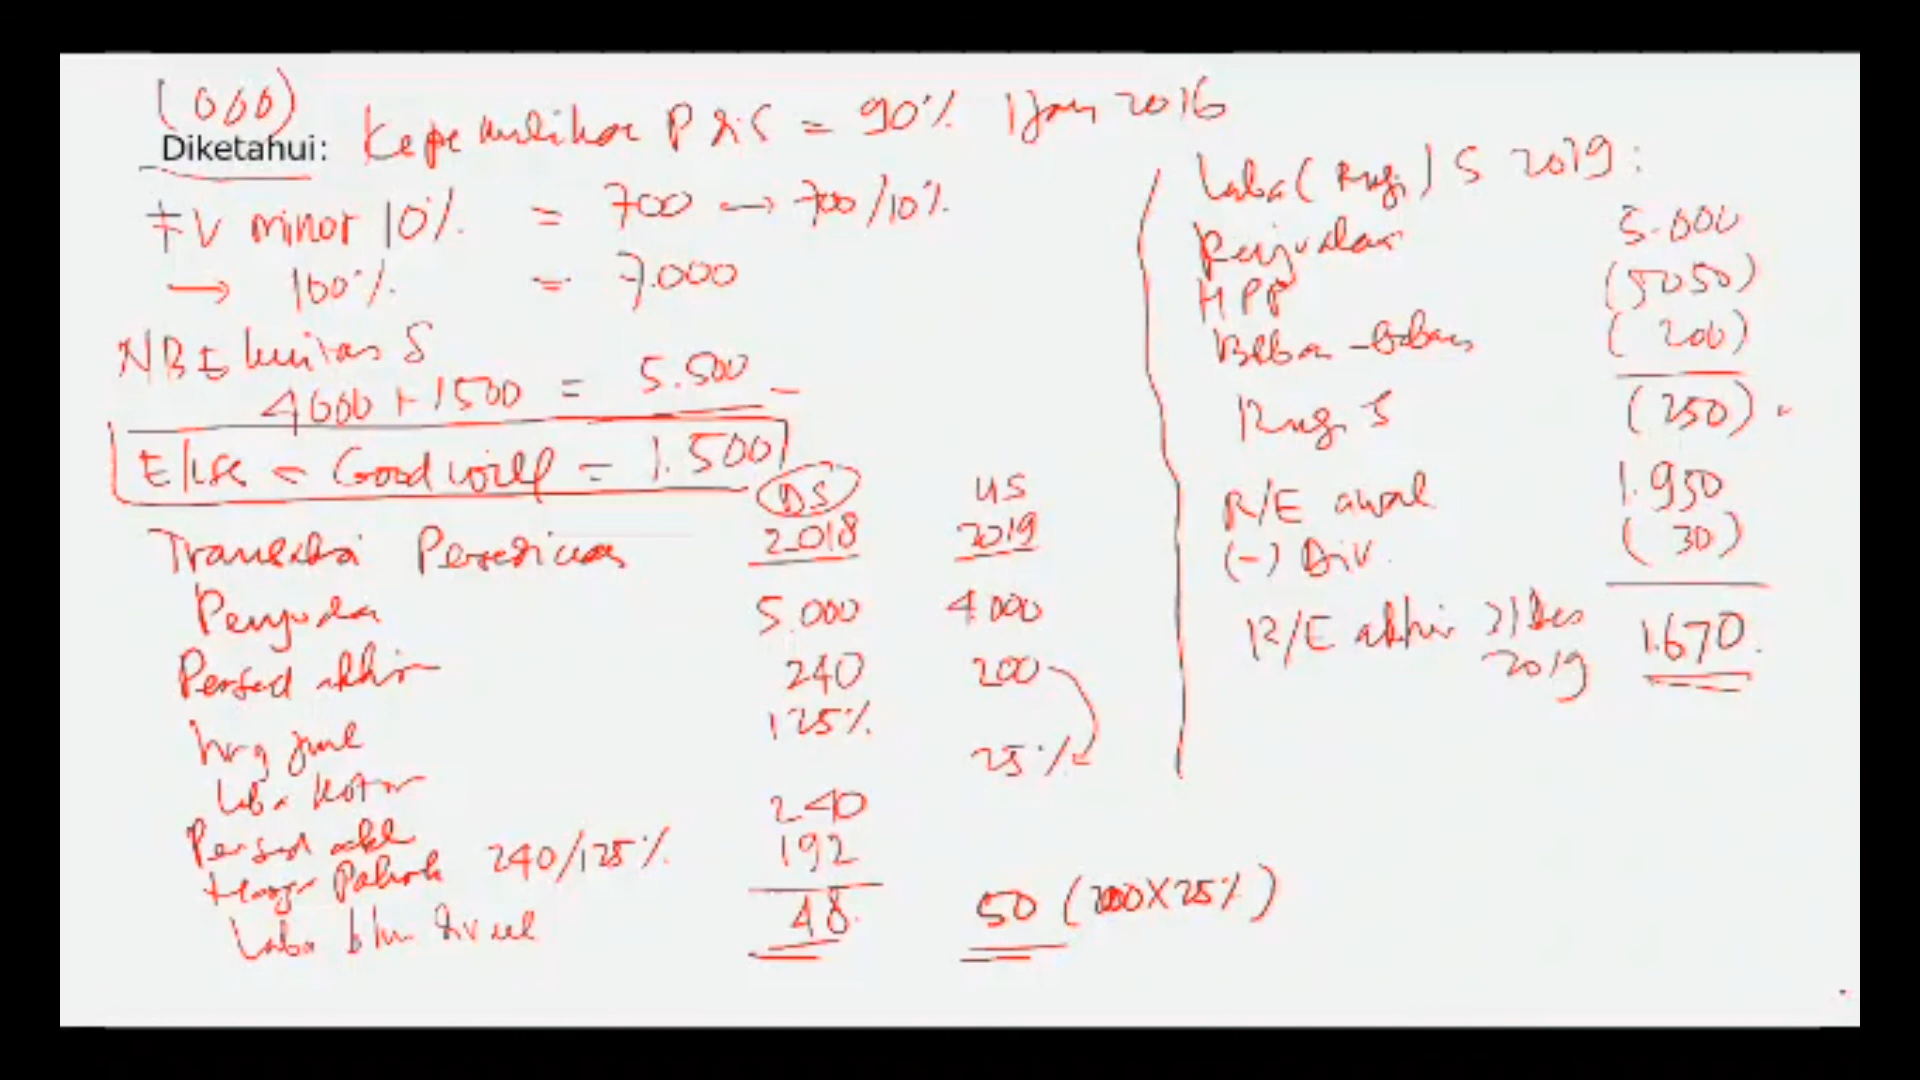 (000)
Diketahui: Kepemilikan P di S = 90% 1 Jan 2016
FV minor 10% = 700 → 700/10%
→ 100% = 7.000
NB Ekuitas S
4000 + 1500 = 5.500
= Goodwill = 1.500
DS US
Transaksi Persediaan 2018 2019
5.000 4.000
Persed akhir 240 200
hrg jual 125%
Laba Kotor 25%
Persed akh 240
Harga Pokok 240/125% 192
Laba blm 48 50 (200X25%)
Laba (Rugi) S 2019:
Penjualan 5.000
HPP (5050)
Beban-beban (200)
Rugi S (250)
R/E awal 1.950
(-) Div. (30)
R/E akhir 31 Des 2019 1.670